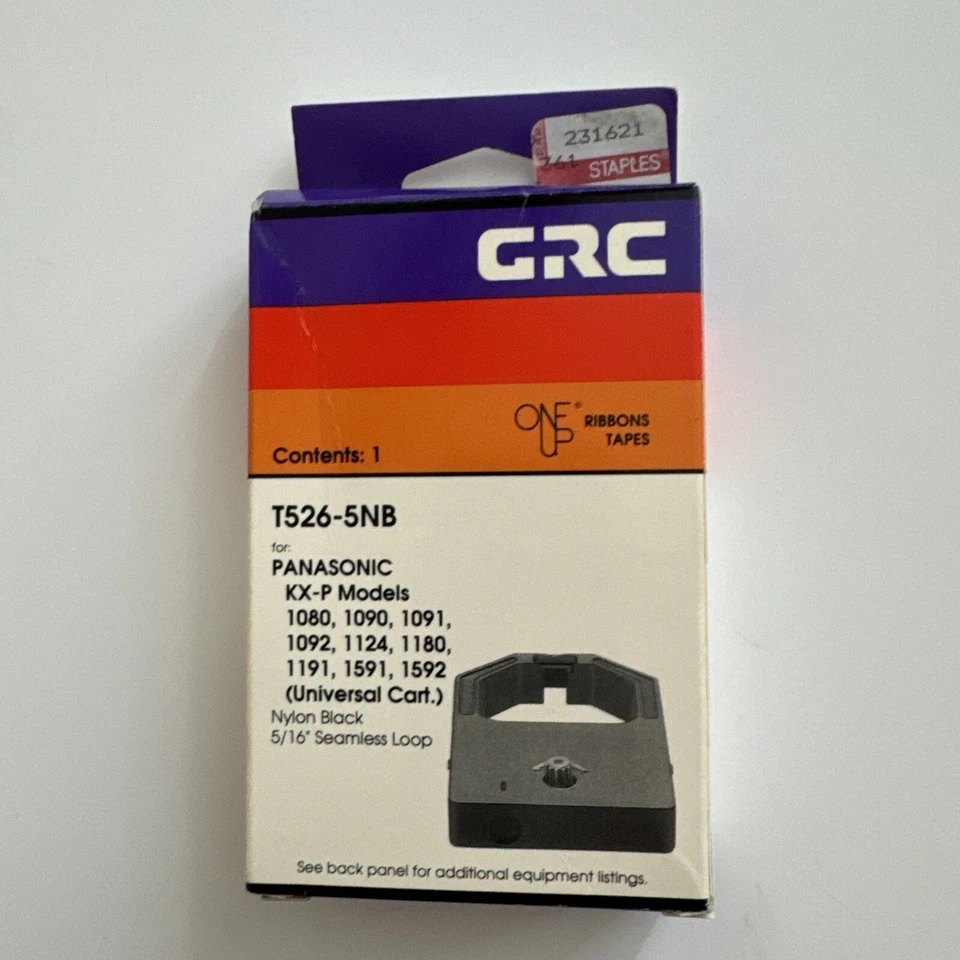 231621
761 STAPLES
GRC
ONE UP® RIBBONS
TAPES
Contents: 1
T526-5NB
for:
PANASONIC
KX-P Models
1080, 1090, 1091,
1092, 1124, 1180,
1191, 1591, 1592
(Universal Cart.)
Nylon Black
5/16" Seamless Loop
See back panel for additional equipment listings.